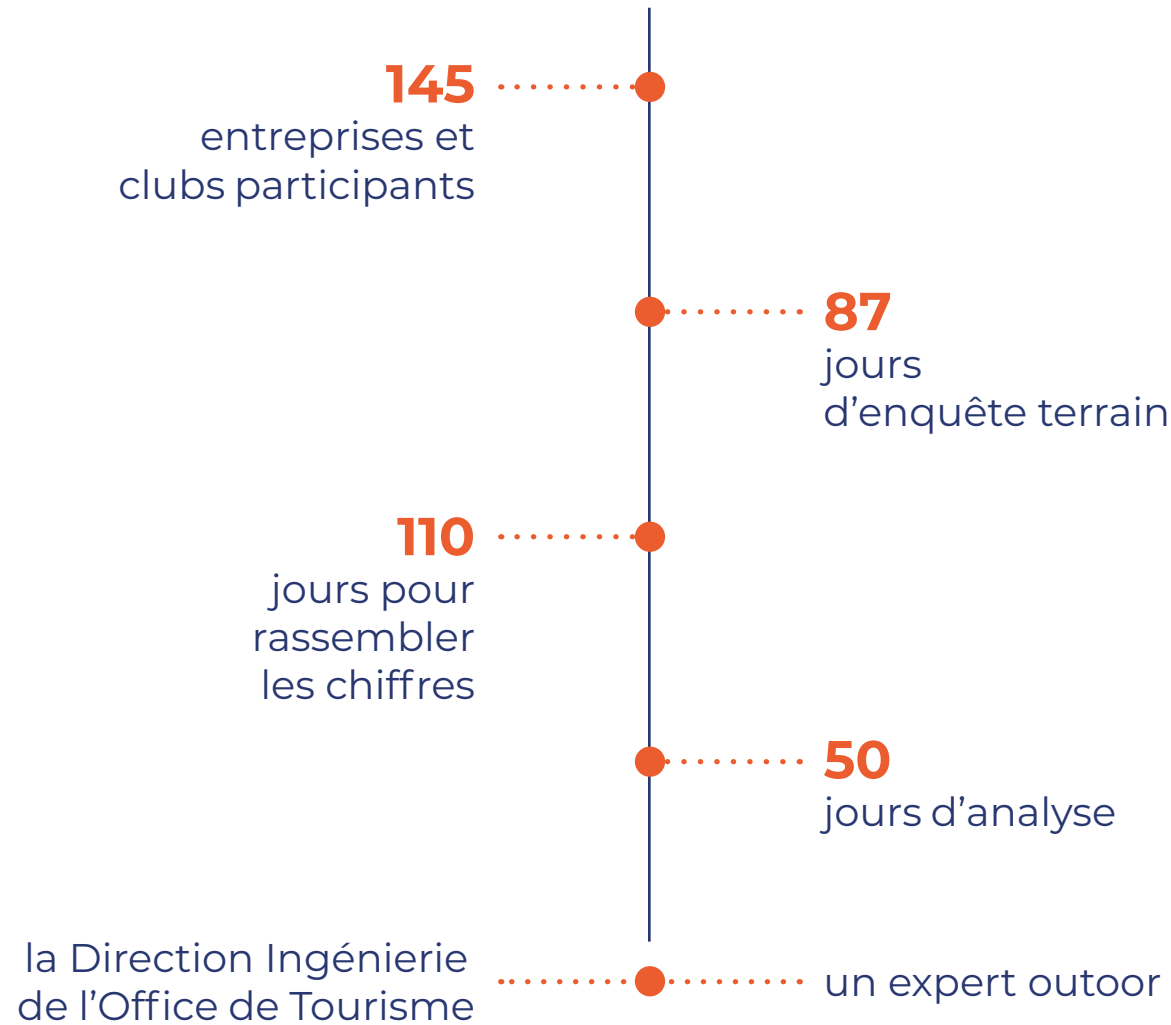 145
entreprises et
clubs participants
87
jours
d’enquête terrain
110
jours pour
rassembler
les chiffres
50
jours d’analyse
la Direction Ingénierie
de l’Office de Tourisme
un expert outoor